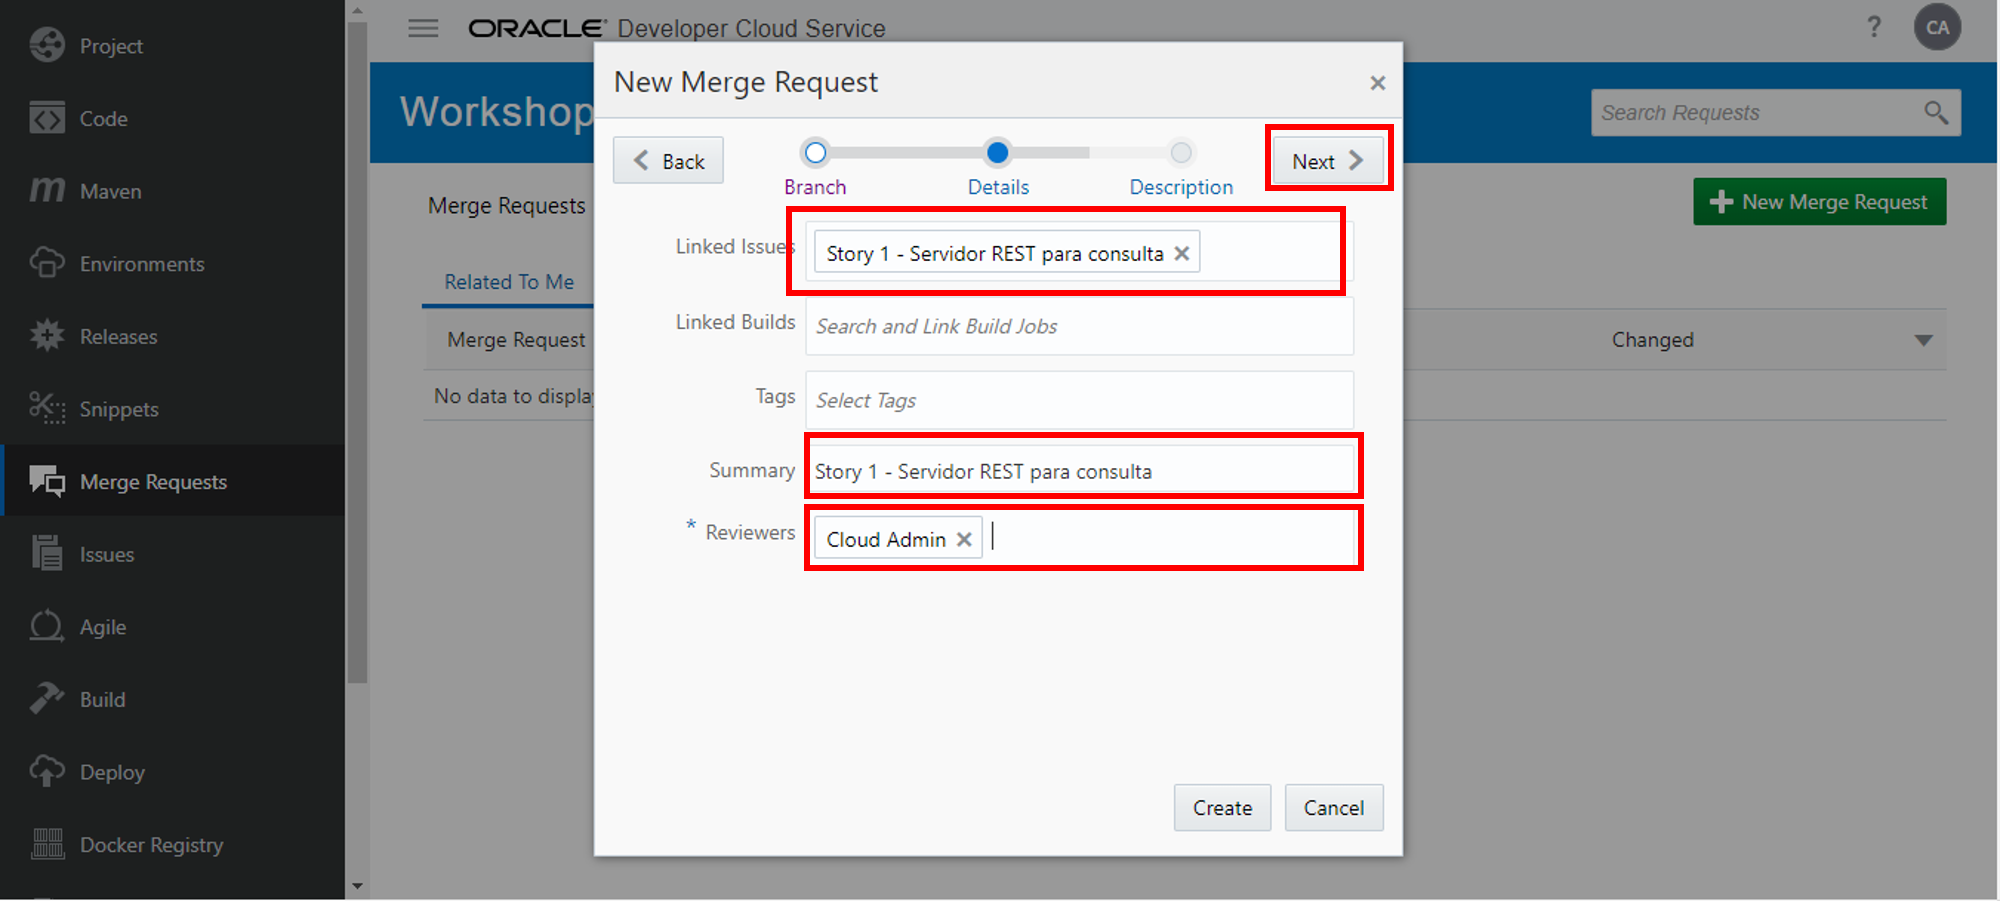 Project
Code
Maven
Environments
Releases
Snippets
Merge Requests
Issues
Agile
Build
Deploy
Docker Registry
ORACLE® Developer Cloud Service
? CA
Workshop
Search Requests
Merge Requests
New Merge Request
Related To Me
Merge Request
Changed
No data to display
New Merge Request
×
Back
Next
Branch Details Description
Linked Issues Story 1 - Servidor REST para consulta ×
Linked Builds Search and Link Build Jobs
Tags Select Tags
Summary Story 1 - Servidor REST para consulta
* Reviewers Cloud Admin ×
Create Cancel